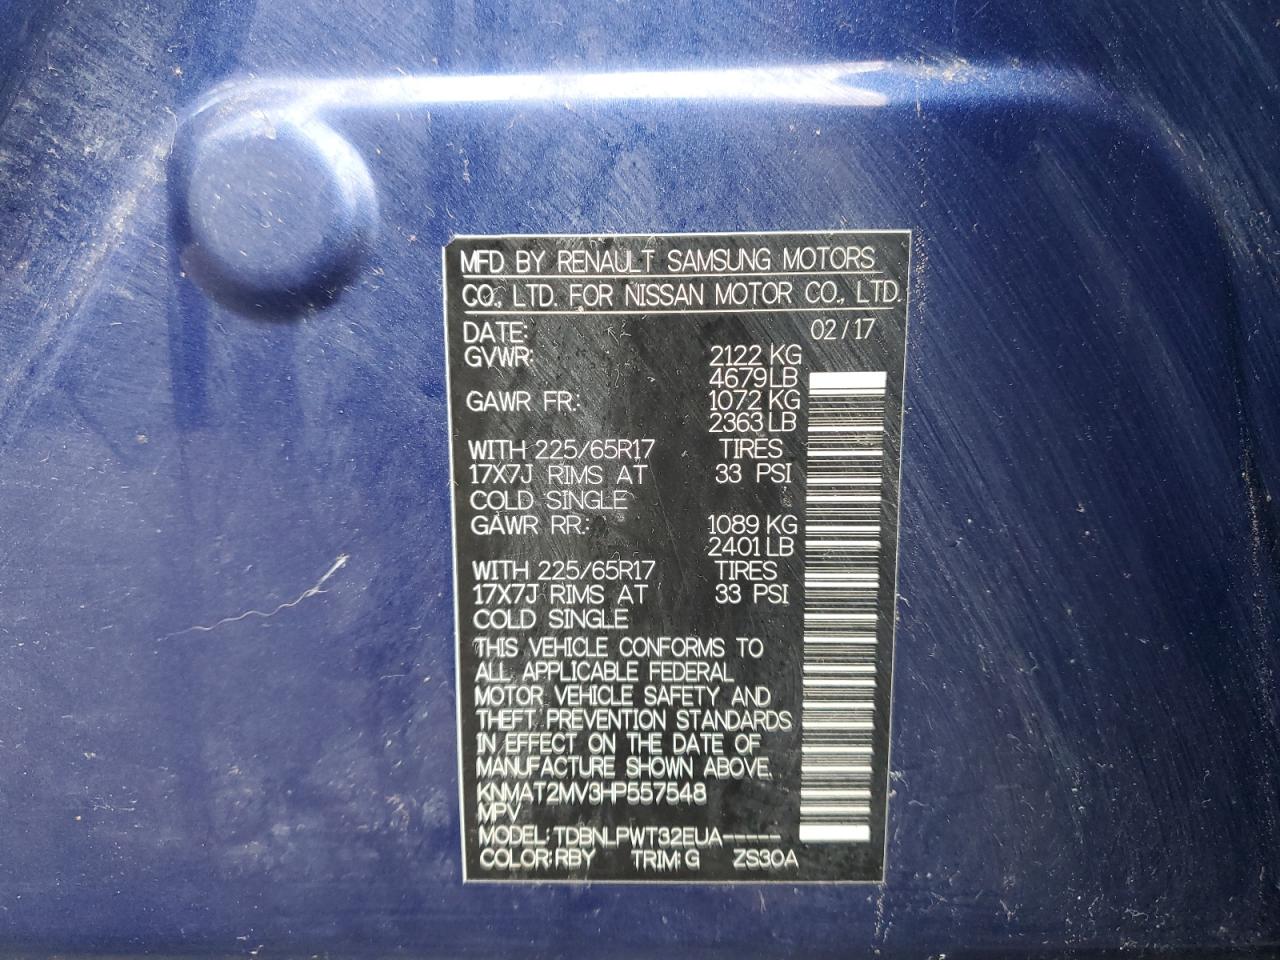 MFD BY RENAULT SAMSUNG MOTORS
CO., LTD. FOR NISSAN MOTOR CO., LTD.
DATE: 02/17
GVWR: 2122 KG
4679 LB
GAWR FR.: 1072 KG
2363 LB
WITH 225/65R17 TIRES
17X7J RIMS AT 33 PSI
COLD SINGLE
GAWR RR.: 1089 KG
2401 LB
WITH 225/65R17 TIRES
17X7J RIMS AT 33 PSI
COLD SINGLE
THIS VEHICLE CONFORMS TO
ALL APPLICABLE FEDERAL
MOTOR VEHICLE SAFETY AND
THEFT PREVENTION STANDARDS
IN EFFECT ON THE DATE OF
MANUFACTURE SHOWN ABOVE.
KNMAT2MV3HP557548
MPV
MODEL: TDBNLPWT32EUA-----
COLOR: RBY TRIM: G ZS30A